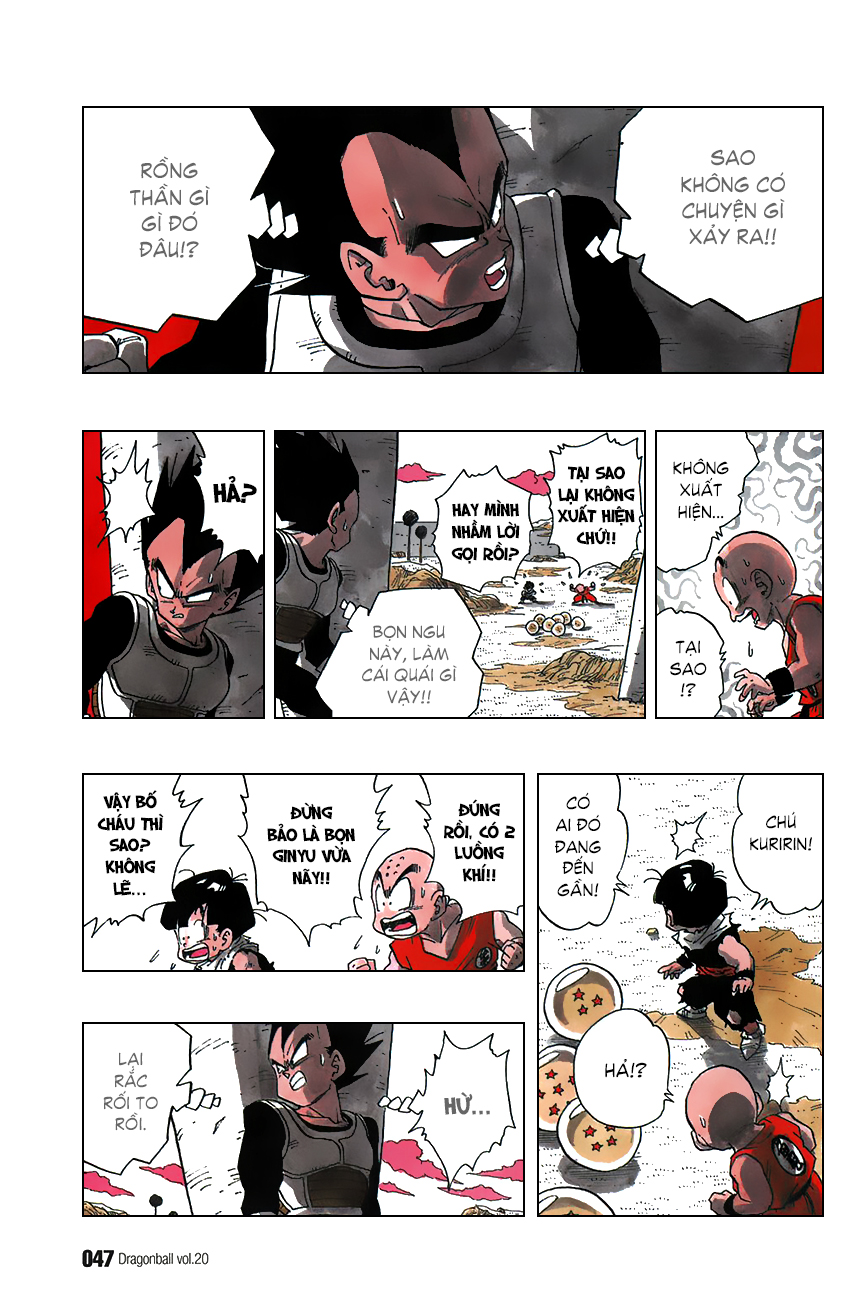 SAO
KHÔNG CÓ
CHUYỆN GÌ
XẢY RA!!
RỒNG
THẦN GÌ
GÌ ĐÓ
ĐÂU!?
KHÔNG
XUẤT
HIỆN...
TẠI
SAO
!?
TẠI SAO
LẠI KHÔNG
XUẤT HIỆN
CHỨ!!
HAY MÌNH
NHẦM LỜI
GỌI RỒI?
BỌN NGU
NÀY, LÀM
CÁI QUÁI GÌ
VẬY!!
HẢ?
CHÚ
KURIRIN!
CÓ
AI ĐÓ
ĐANG
ĐẾN
GẦN!
HẢ!?
ĐÚNG
RỒI, CÓ 2
LUỒNG
KHÍ!!
ĐỪNG
BẢO LÀ BỌN
GINYU VỪA
NÃY!!
VẬY BỐ
CHÁU THÌ
SAO?
KHÔNG
LẼ...
HỪ...
LẠI
RẮC
RỐI TO
RỒI.
047 Dragonball vol.20